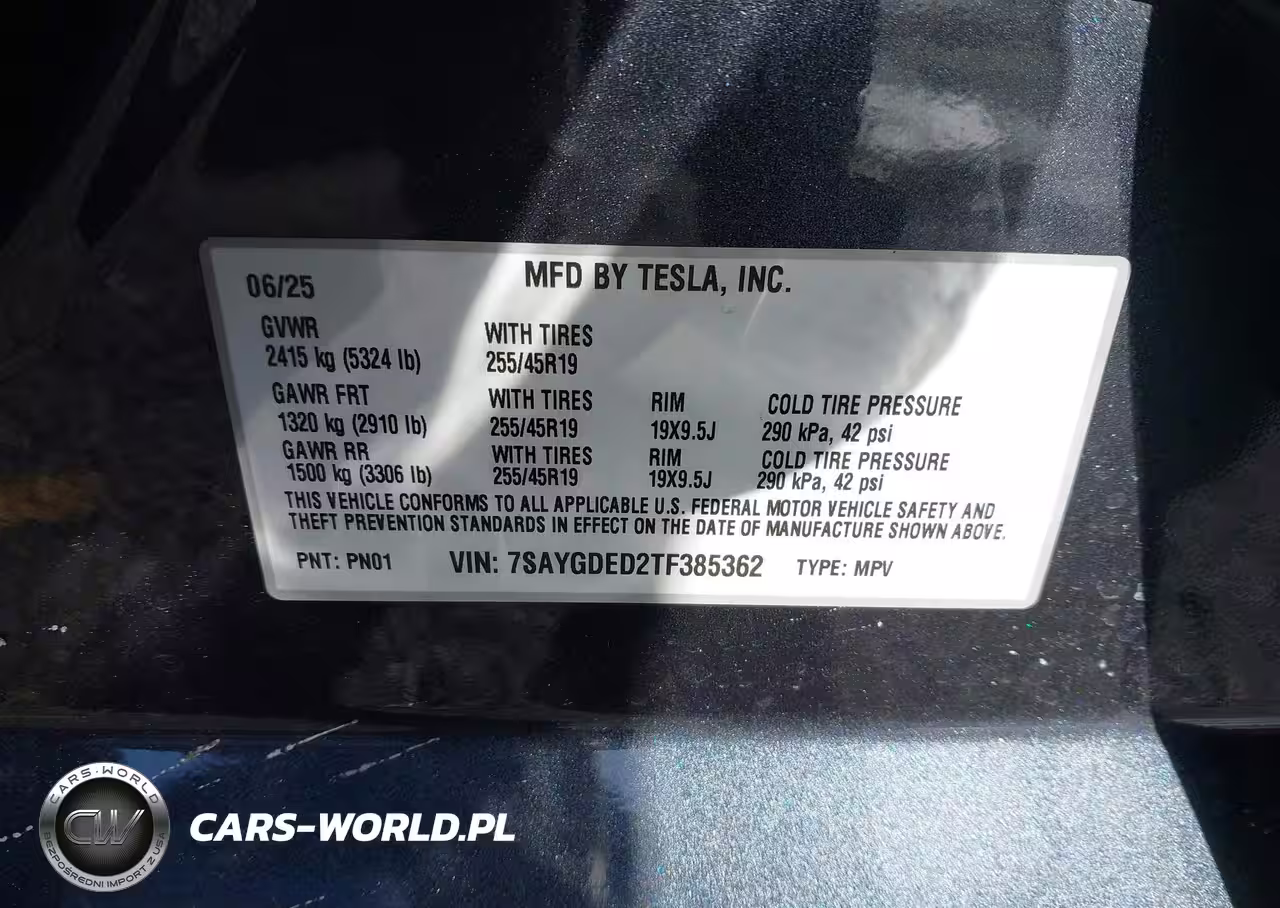 06/25 MFD BY TESLA, INC.
GVWR WITH TIRES
2415 kg (5324 lb) 255/45R19
GAWR FRT WITH TIRES RIM COLD TIRE PRESSURE
1320 kg (2910 lb) 255/45R19 19X9.5J 290 kPa, 42 psi
GAWR RR WITH TIRES RIM COLD TIRE PRESSURE
1500 kg (3306 lb) 255/45R19 19X9.5J 290 kPa, 42 psi
THIS VEHICLE CONFORMS TO ALL APPLICABLE U.S. FEDERAL MOTOR VEHICLE SAFETY AND
THEFT PREVENTION STANDARDS IN EFFECT ON THE DATE OF MANUFACTURE SHOWN ABOVE.
PNT: PN01 VIN: 7SAYGDED2TF385362 TYPE: MPV
CARS-WORLD
CW
BEZPOŚREDNI IMPORT Z USA
CARS-WORLD.PL